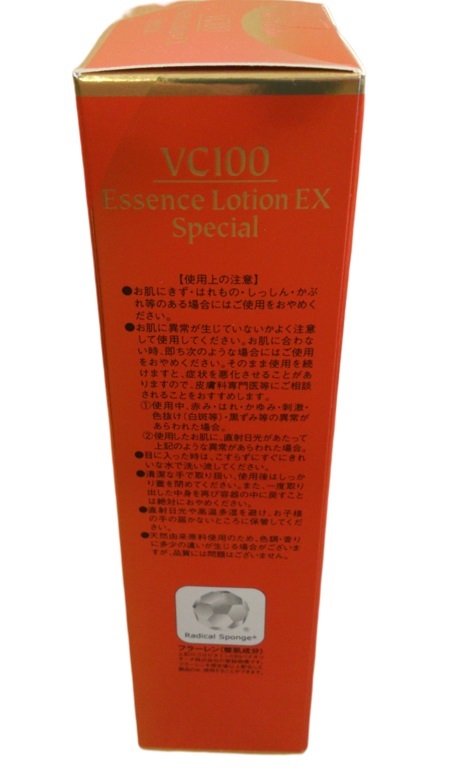 VC100
Essence Lotion EX
Special
【使用上の注意】
●お肌にきず・はれもの・しっしん・かぶ
れ等のある場合にはご使用をおやめく
ださい。
●お肌に異常が生じていないかよく注意
して使用してください。お肌に合わな
い時、即ち次のような場合にはご使用
をおやめください。そのまま使用を続
けますと、症状を悪化させることがあ
りますので、皮膚科専門医等にご相談
されることをおすすめします。
①使用中、赤み・はれ・かゆみ・刺激・
色抜け(白斑等)・黒ずみ等の異常が
あらわれた場合。
②使用したお肌に、直射日光があたって
上記のような異常があらわれた場合。
●目に入った時は、こすらずにすぐにきれ
いな水で洗い流してください。
●清潔な手で取り扱い、使用後はしっか
り蓋を閉めてください。また、一度取り
出した中身を再び容器の中に戻すこと
は絶対におやめください。
●直射日光や高温多湿を避け、お子様
の手の届かないところに保管してくだ
さい。
●天然由来原料使用のため、色調・香り
に多少の違いが生じる場合がございま
すが、品質には問題はございません。
Radical Sponge®
フラーレン(整肌成分)